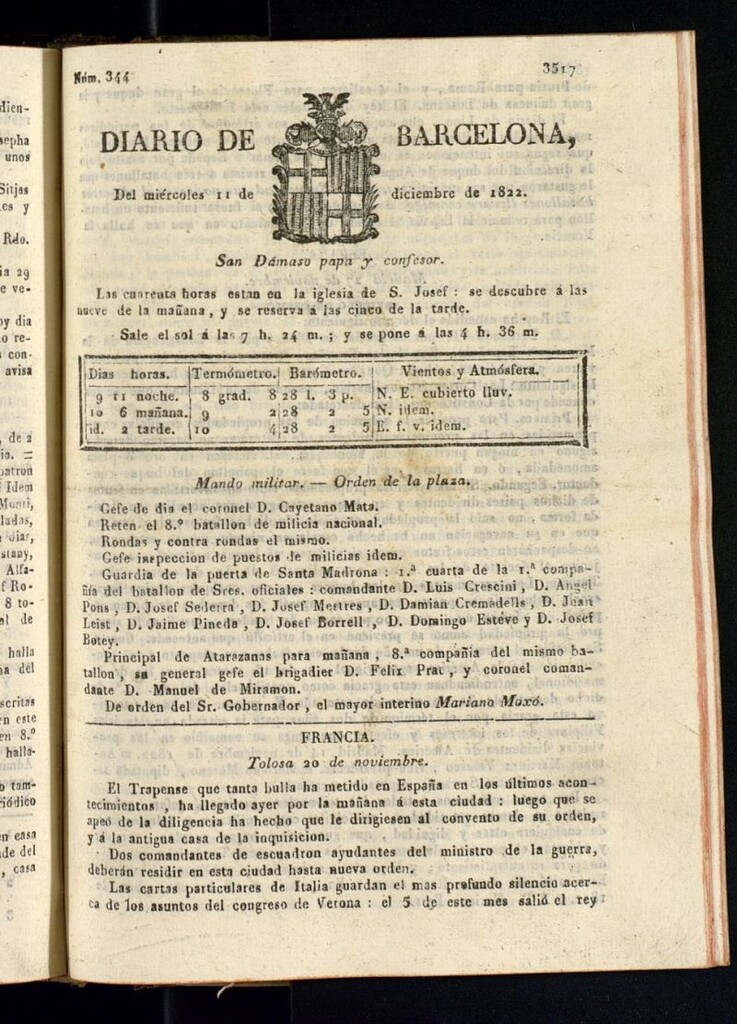 Núm. 344
3517
DIARIO DE BARCELONA,
Del miércoles 11 de diciembre de 1822.
San Dámaso papa y confesor.
Las cuarenta horas estan en la iglesia de S. Josef : se descubre á las
nueve de la mañana, y se reserva á las cinco de la tarde.
Sale el sol á las 7 h. 24 m. ; y se pone á las 4 h. 36 m.
Dias horas. Termómetro. Barómetro. Vientos y Atmósfera.
9 11 noche. 8 grad. 8 28 l. 3 p. N. E. cubierto lluv.
10 6 mañana. 9 2 28 2 5 N. idem.
id. 2 tarde. 10 4 28 2 5 E. f. v. idem.
Mando militar. — Orden de la plaza.
Gefe de dia el coronel D. Cayetano Mata.
Reten el 8.º batallon de milicia nacional.
Rondas y contra rondas el mismo.
Gefe inspeccion de puestos de milicias idem.
Guardia de la puerta de Santa Madrona : 1.ª cuarta de la 1.ª compa-
ñía del batallon de Sres. oficiales : comandante D. Luis Crescini, D. Angel
Pons, D. Josef Sederra, D. Josef Mestres, D. Damian Cremadells, D. Juan
Leist, D. Jaime Pineda, D. Josef Borrell, D. Domingo Estéve y D. Josef
Botey.
Principal de Atarazanas para mañana, 8.ª compañía del mismo ba-
tallon, su general gefe el brigadier D. Felix Prat, y coronel coman-
dante D. Manuel de Miramon.
De orden del Sr. Gobernador, el mayor interino Mariano Moxó.
FRANCIA.
Tolosa 20 de noviembre.
El Trapense que tanta bulla ha metido en España en los últimos acon-
tecimientos, ha llegado ayer por la mañana á esta ciudad : luego que se
apeó de la diligencia ha hecho que le dirigiesen al convento de su orden,
y á la antigua casa de la inquisicion.
Dos comandantes de escuadron ayudantes del ministro de la guerra,
deberán residir en esta ciudad hasta nueva orden.
Las cartas particulares de Italia guardan el mas profundo silencio acer-
ca de los asuntos del congreso de Verona : el 5 de este mes salió el rey